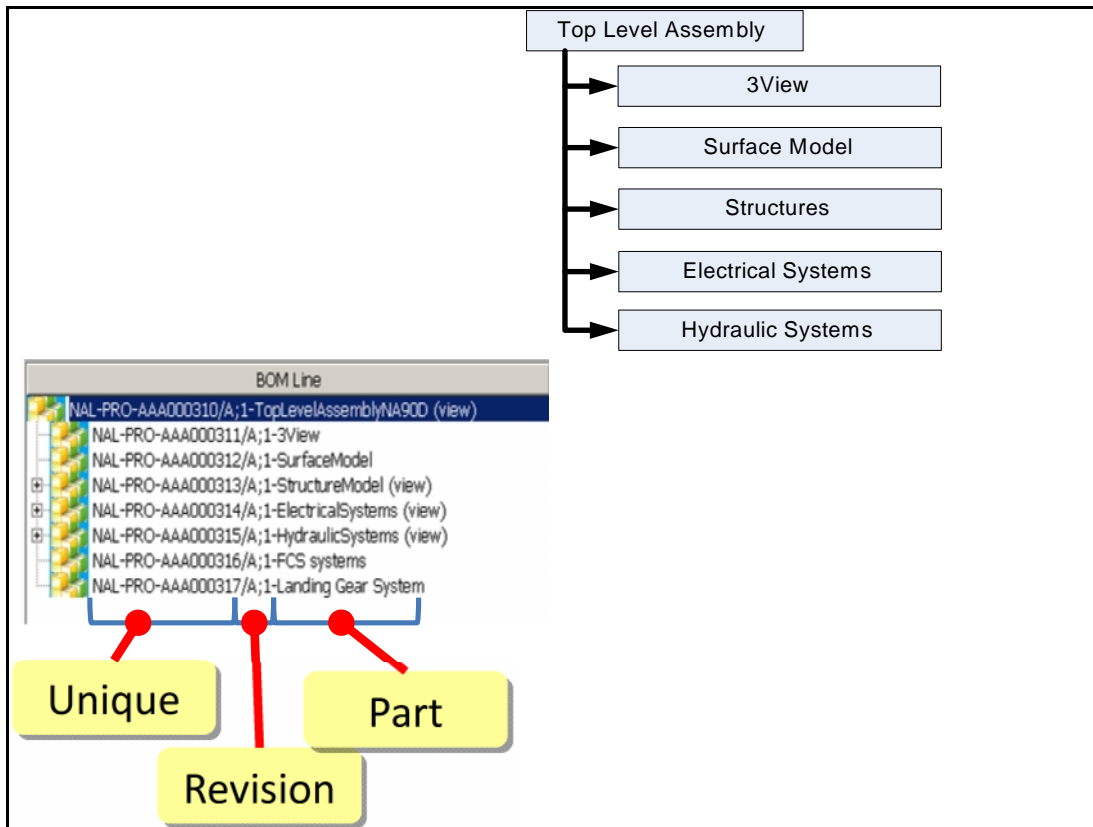 Top Level Assembly
3View
Surface Model
Structures
Electrical Systems
Hydraulic Systems
BOM Line
NAL-PRO-AAA000310/A;1-TopLevelAssemblyNA90D (view)
NAL-PRO-AAA000311/A;1-3View
NAL-PRO-AAA000312/A;1-SurfaceModel
NAL-PRO-AAA000313/A;1-StructureModel (view)
NAL-PRO-AAA000314/A;1-ElectricalSystems (view)
NAL-PRO-AAA000315/A;1-HydraulicSystems (view)
NAL-PRO-AAA000316/A;1-FCS systems
NAL-PRO-AAA000317/A;1-Landing Gear System
Unique
Part
Revision